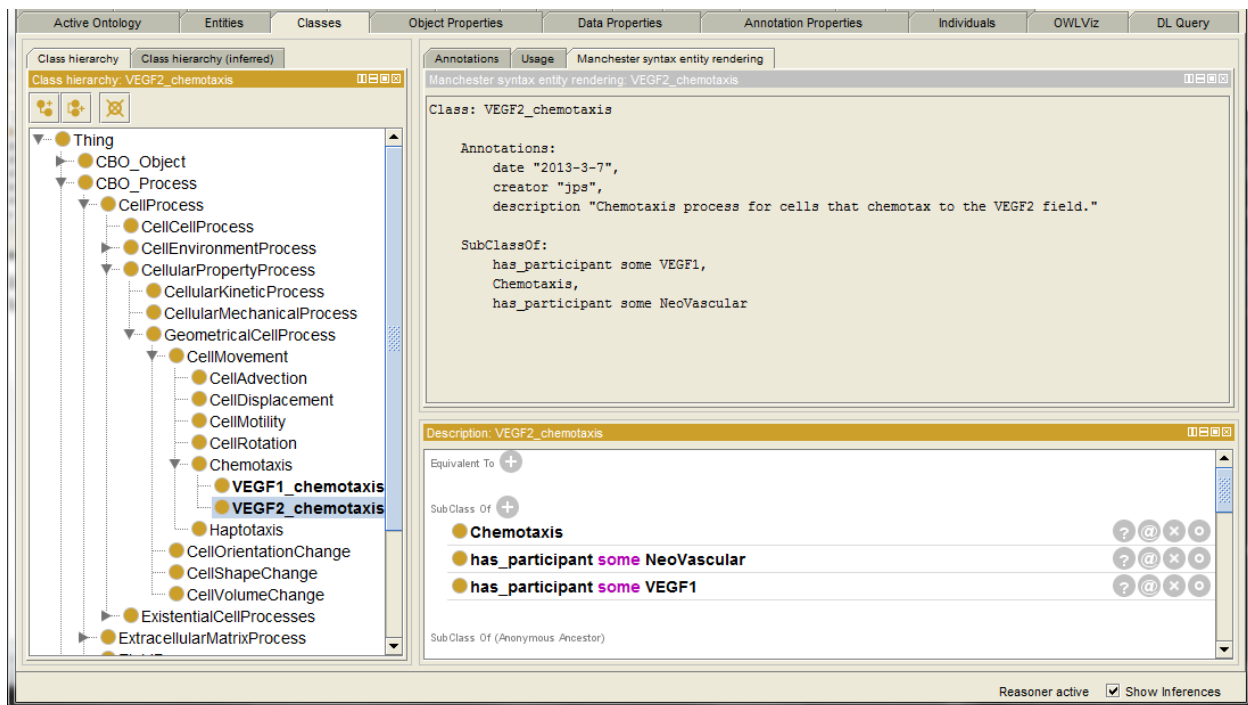 Active Ontology Entities Classes Object Properties Data Properties Annotation Properties Individuals OWLViz DL Query
Class hierarchy Class hierarchy (inferred)
Class hierarchy: VEGF2_chemotaxis
Thing
CBO_Object
CBO_Process
CellProcess
CellCellProcess
CellEnvironmentProcess
CellularPropertyProcess
CellularKineticProcess
CellularMechanicalProcess
GeometricalCellProcess
CellMovement
CellAdvection
CellDisplacement
CellMotility
CellRotation
Chemotaxis
VEGF1_chemotaxis
VEGF2_chemotaxis
Haptotaxis
CellOrientationChange
CellShapeChange
CellVolumeChange
ExistentialCellProcesses
ExtracellularMatrixProcess
Annotations Usage Manchester syntax entity rendering
Manchester syntax entity rendering: VEGF2_chemotaxis
Class: VEGF2_chemotaxis
Annotations:
date "2013-3-7",
creator "jps",
description "Chemotaxis process for cells that chemotax to the VEGF2 field."
SubClassOf:
has_participant some VEGF1,
Chemotaxis,
has_participant some NeoVascular
Description: VEGF2_chemotaxis
Equivalent To
SubClass Of
Chemotaxis
has_participant some NeoVascular
has_participant some VEGF1
SubClass Of (Anonymous Ancestor)
Reasoner active Show Inferences